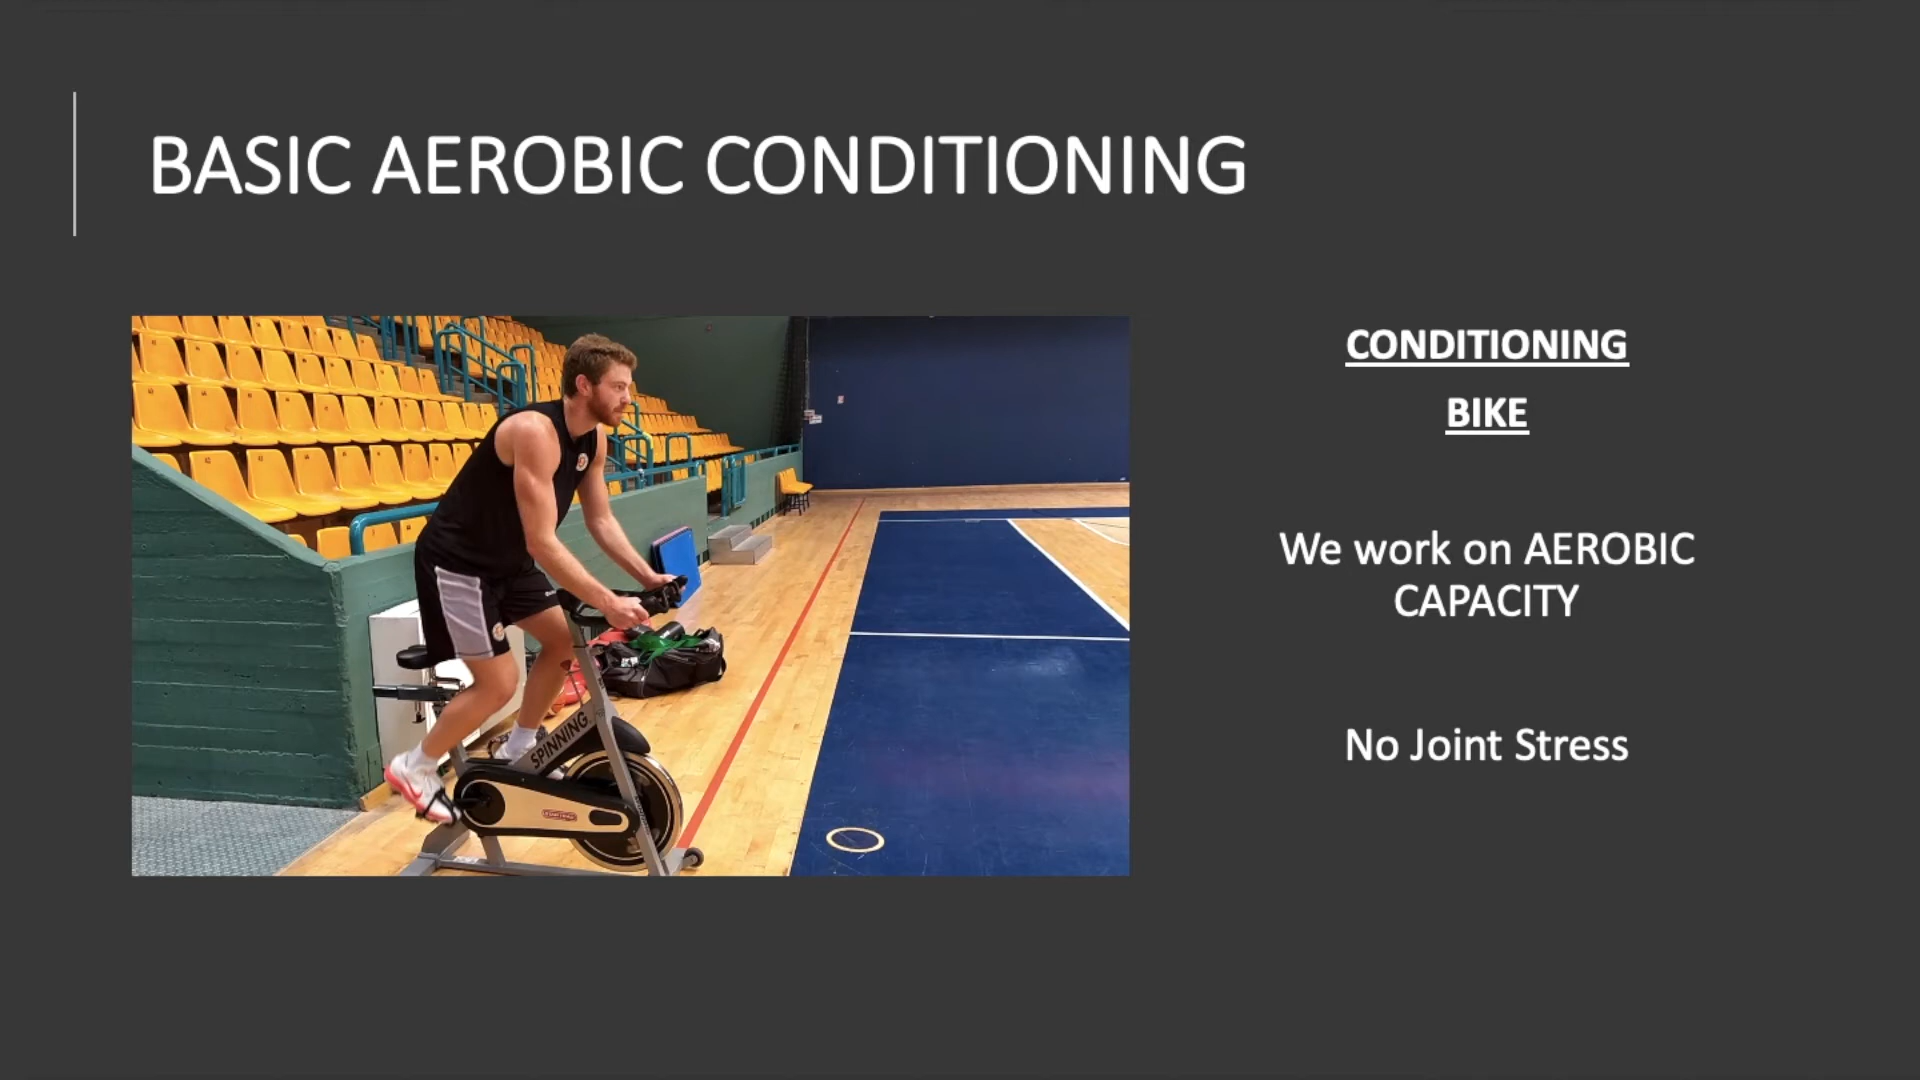 BASIC AEROBIC CONDITIONING
CONDITIONING
BIKE
We work on AEROBIC
CAPACITY
No Joint Stress
SPINNING